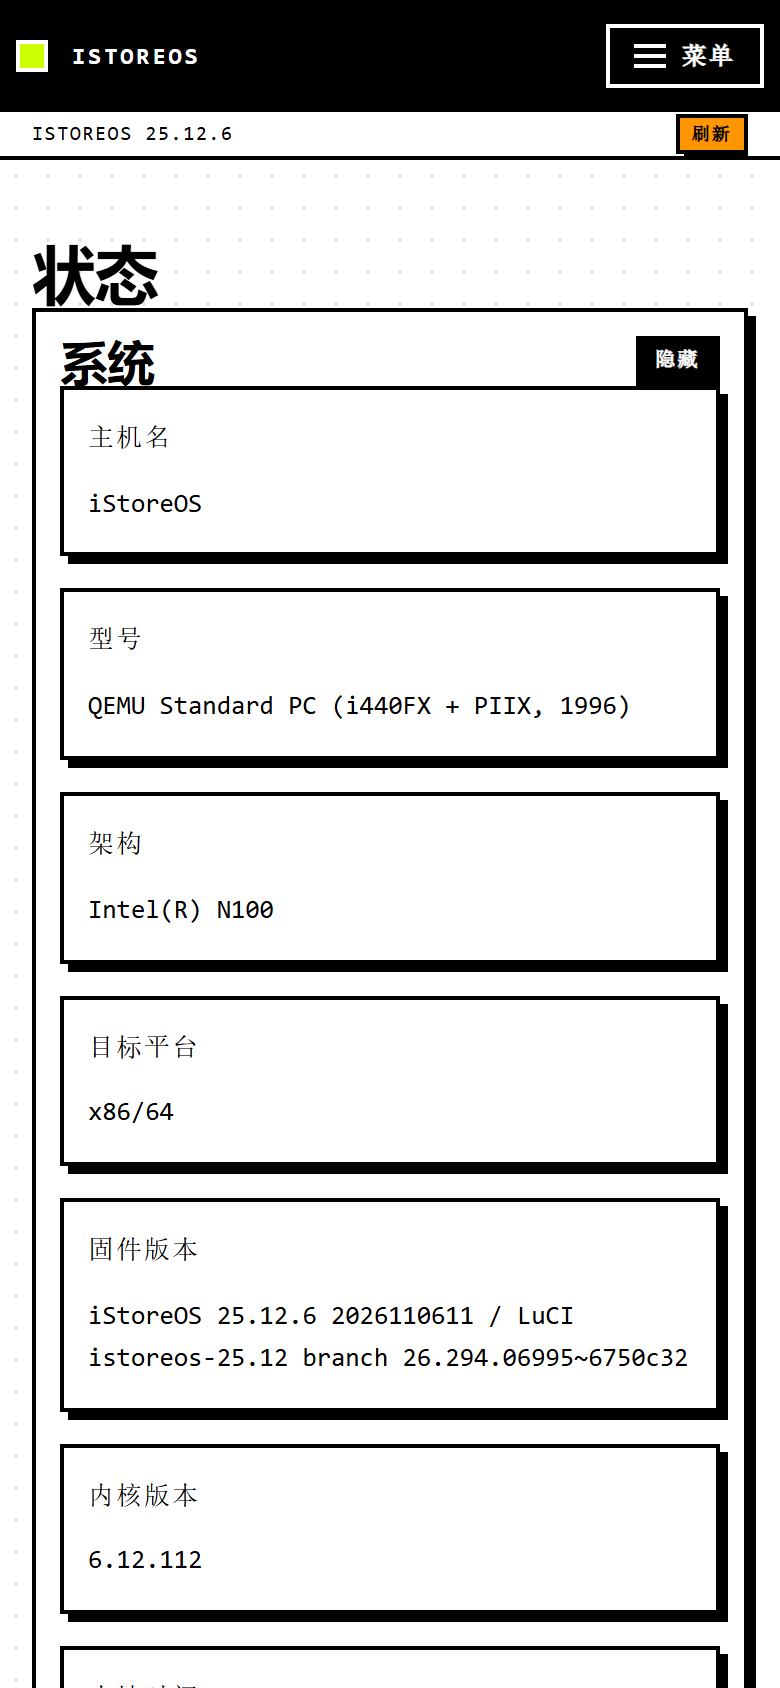 ISTOREOS
菜单
ISTOREOS 25.12.6
刷新
状态
系统
隐藏
主机名
iStoreOS
型号
QEMU Standard PC (i440FX + PIIX, 1996)
架构
Intel(R) N100
目标平台
x86/64
固件版本
iStoreOS 25.12.6 2026110611 / LuCI
istoreos-25.12 branch 26.294.06995~6750c32
内核版本
6.12.112